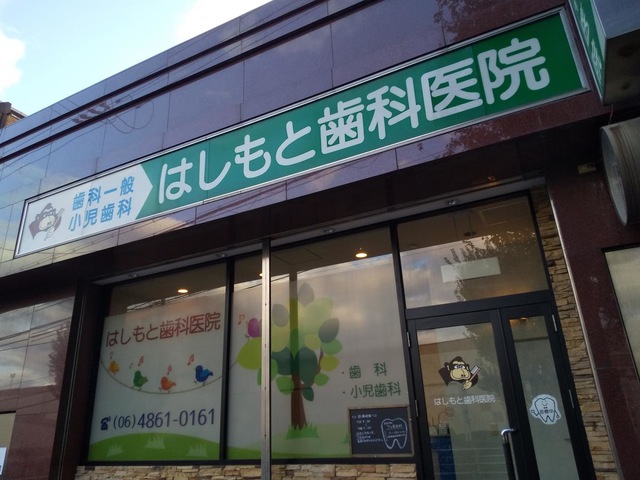 歯科一般
小児歯科
はしもと歯科医院
はしもと歯科医院
☎(06)4861-0161
・歯 科
・小児歯科
はしもと歯科医院